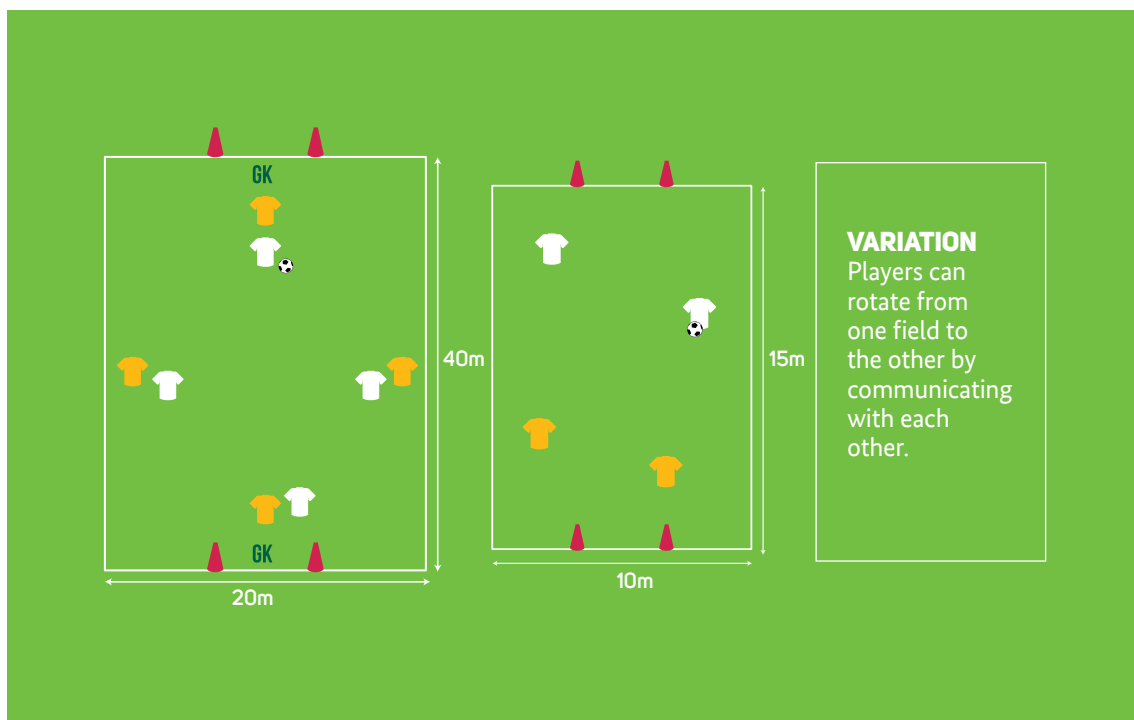 GK
40m
GK
20m
15m
10m
VARIATION
Players can
rotate from
one field to
the other by
communicating
with each
other.